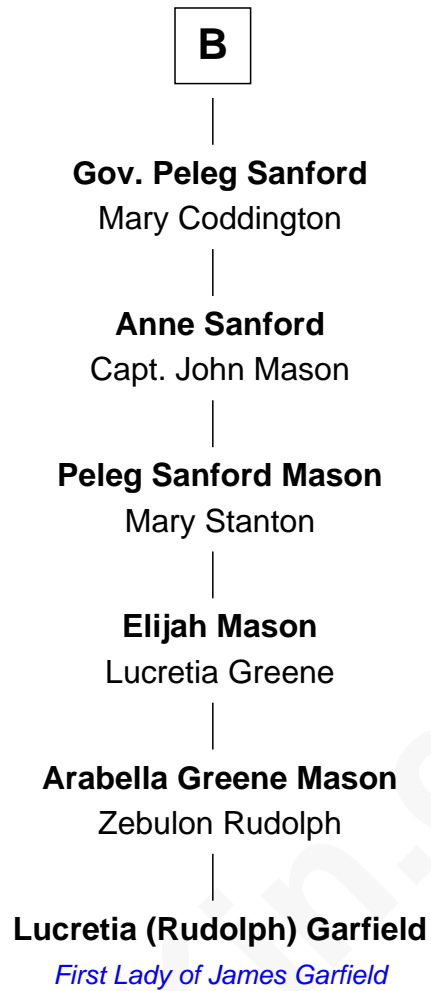 B
Gov. Peleg Sanford
Mary Coddington
Anne Sanford
Capt. John Mason
Peleg Sanford Mason
Mary Stanton
Elijah Mason
Lucretia Greene
Arabella Greene Mason
Zebulon Rudolph
Lucretia (Rudolph) Garfield
First Lady of James Garfield